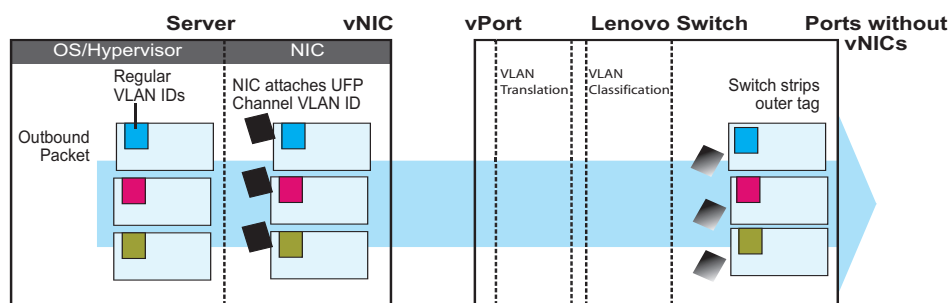 Server vNIC vPort Lenovo Switch Ports without
vNICs
OS/Hypervisor NIC
Regular
VLAN IDs
NIC attaches UFP
Channel VLAN ID
VLAN
Translation
VLAN
Classification
Switch strips
outer tag
Outbound
Packet